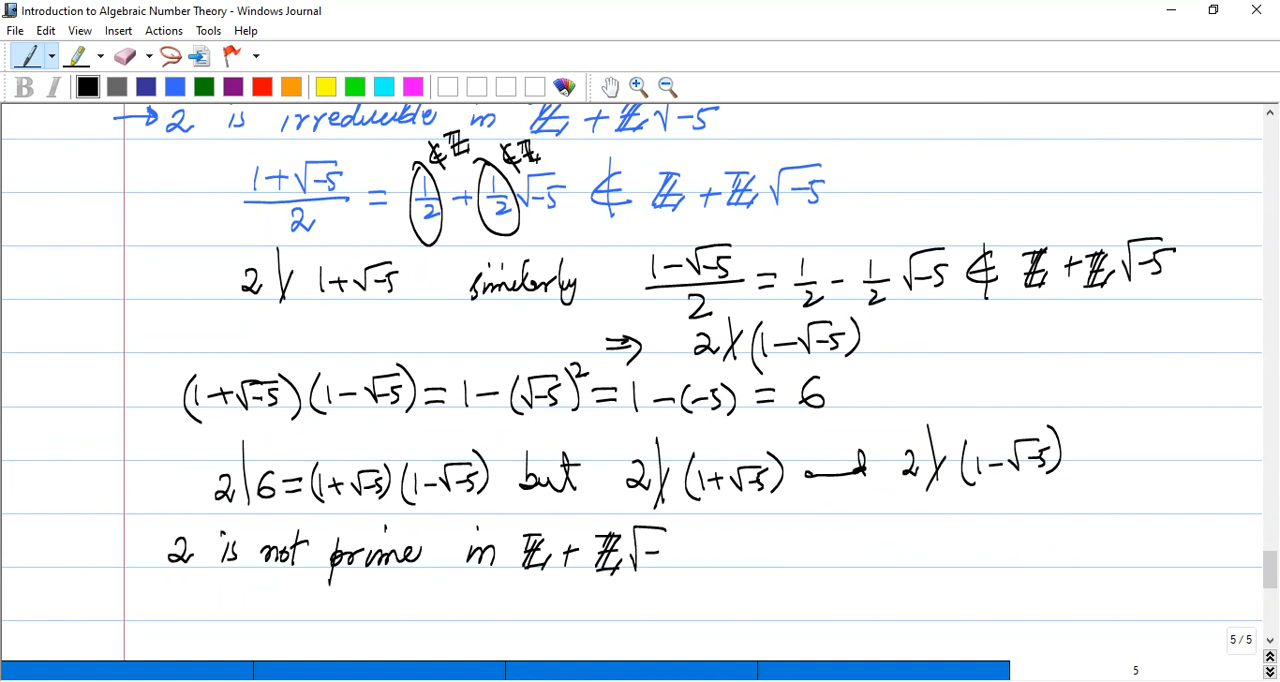 Introduction to Algebraic Number Theory - Windows Journal
File Edit View Insert Actions Tools Help
B I
→ 2 is irreducible in ℤ + ℤ√-5
(1+√-5)/2 = 1/2 + 1/2 √-5 ∉ ℤ + ℤ√-5
∉ℤ ∉ℤ
2 ∤ 1+√-5 similarly (1-√-5)/2 = 1/2 - 1/2 √-5 ∉ ℤ + ℤ√-5
⇒ 2 ∤ (1-√-5)
(1+√-5)(1-√-5) = 1-(√-5)² = 1-(-5) = 6
2 | 6 = (1+√-5)(1-√-5) but 2 ∤ (1+√-5) and 2 ∤ (1-√-5)
2 is not prime in ℤ + ℤ√-
5/5
5